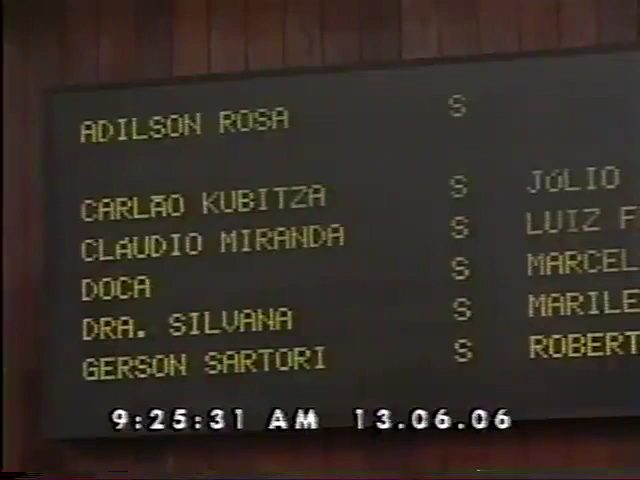 ADILSON ROSA S
CARLÃO KUBITZA S JÚLIO
CLAUDIO MIRANDA S LUIZ F
DOCA S MARCEL
DRA. SILVANA S MARILE
GERSON SARTORI S ROBERT
9:25:31 AM 13.06.06